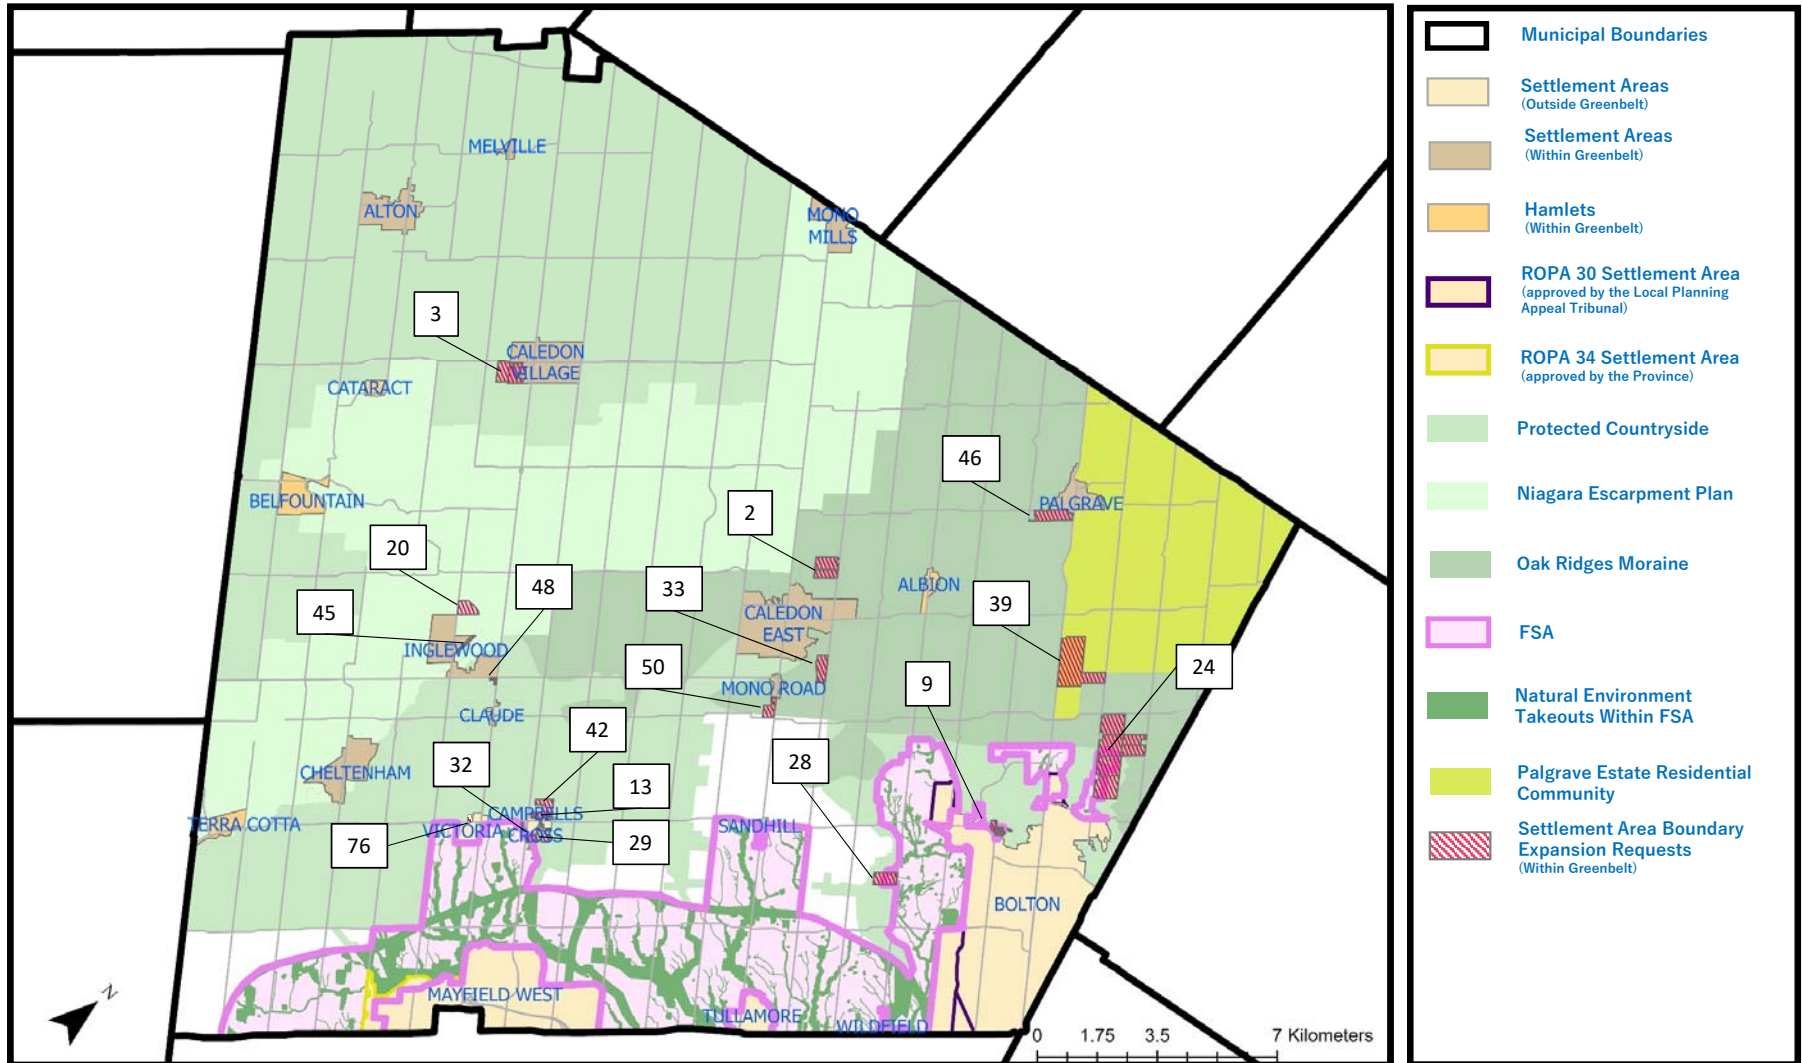 MELVILLE
ALTON
MONO
MILLS
3
CALEDON
VILLAGE
CATARACT
46
BELFOUNTAIN
PALGRAVE
2
20
48
33
ALBION
39
45
CALEDON
EAST
INGLEWOOD
50
MONO ROAD
9
24
CLAUDE
42
32
28
CHELTENHAM
13
CAMPBELLS
CROSS
TERRA COTTA
VICTORIA
SANDHILL
76
29
BOLTON
MAYFIELD WEST
TULLAMORE
WILDFIELD
N
0 1.75 3.5 7 Kilometers
Municipal Boundaries
Settlement Areas
(Outside Greenbelt)
Settlement Areas
(Within Greenbelt)
Hamlets
(Within Greenbelt)
ROPA 30 Settlement Area
(approved by the Local Planning
Appeal Tribunal)
ROPA 34 Settlement Area
(approved by the Province)
Protected Countryside
Niagara Escarpment Plan
Oak Ridges Moraine
FSA
Natural Environment
Takeouts Within FSA
Palgrave Estate Residential
Community
Settlement Area Boundary
Expansion Requests
(Within Greenbelt)